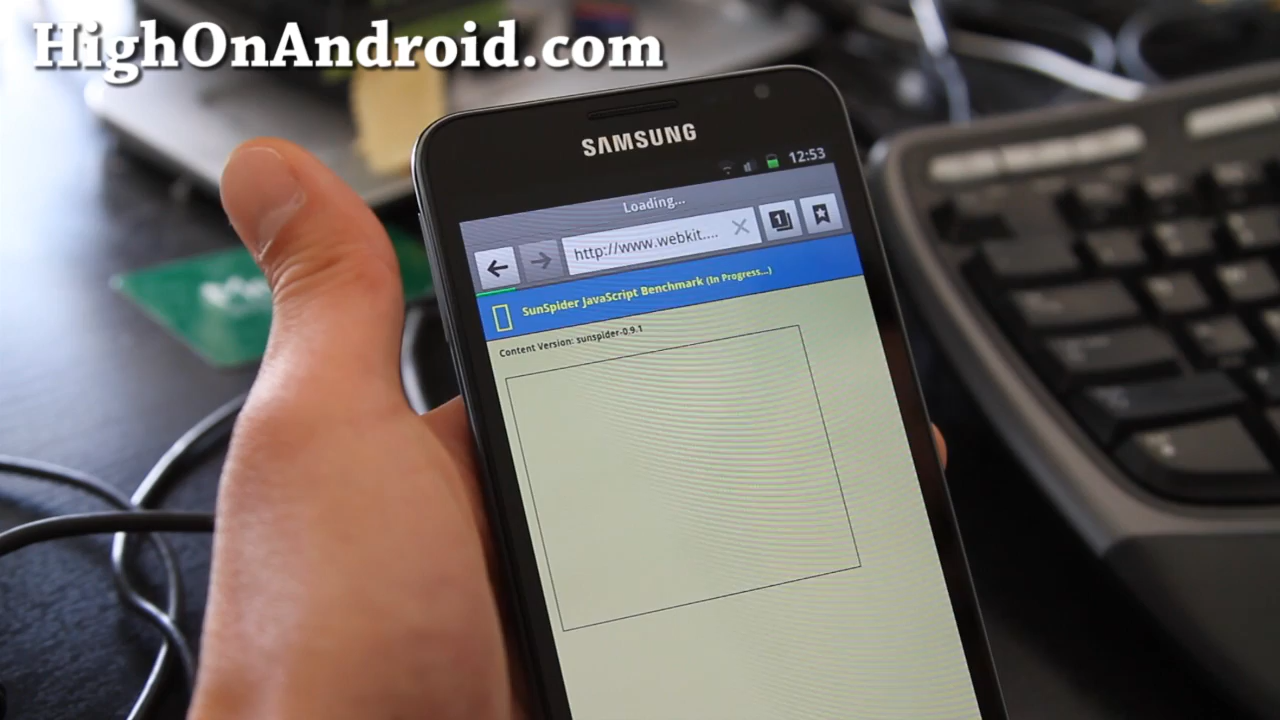 HighOnAndroid.com
SAMSUNG
12:53
Loading...
http://www.webkit....
1
SunSpider JavaScript Benchmark (In Progress...)
Content Version: sunspider-0.9.1